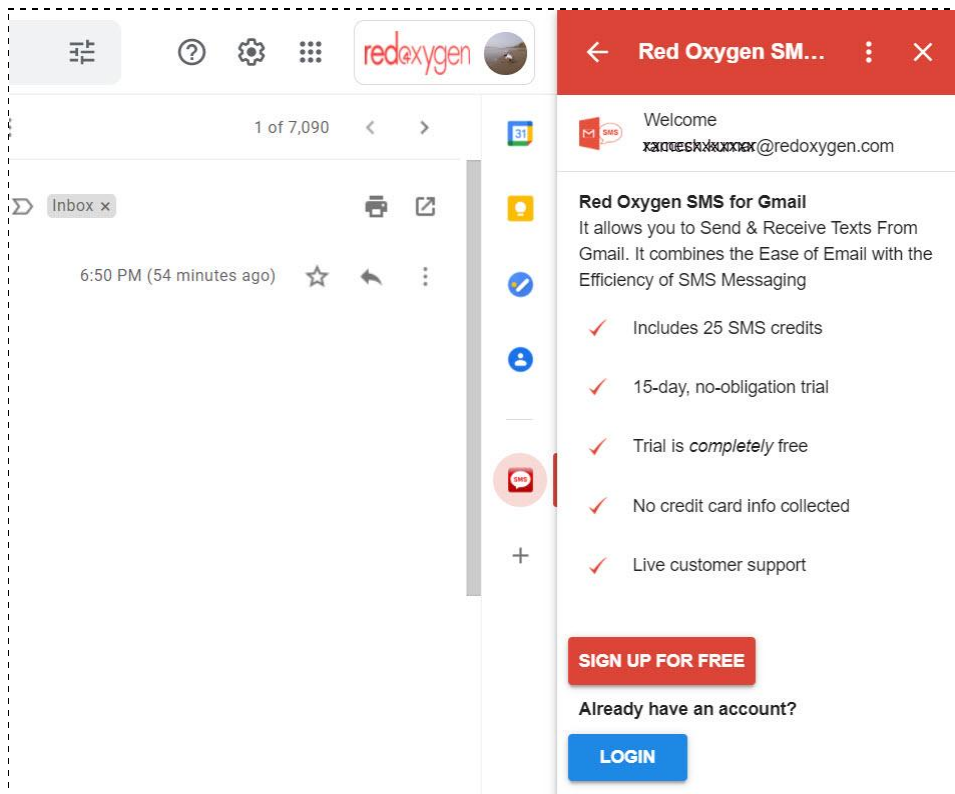 redoxygen
Red Oxygen SM...
1 of 7,090
31
SMS
Welcome
@redoxygen.com
Inbox ×
6:50 PM (54 minutes ago)
Red Oxygen SMS for Gmail
It allows you to Send & Receive Texts From
Gmail. It combines the Ease of Email with the
Efficiency of SMS Messaging
Includes 25 SMS credits
15-day, no-obligation trial
Trial is completely free
SMS
No credit card info collected
Live customer support
SIGN UP FOR FREE
Already have an account?
LOGIN